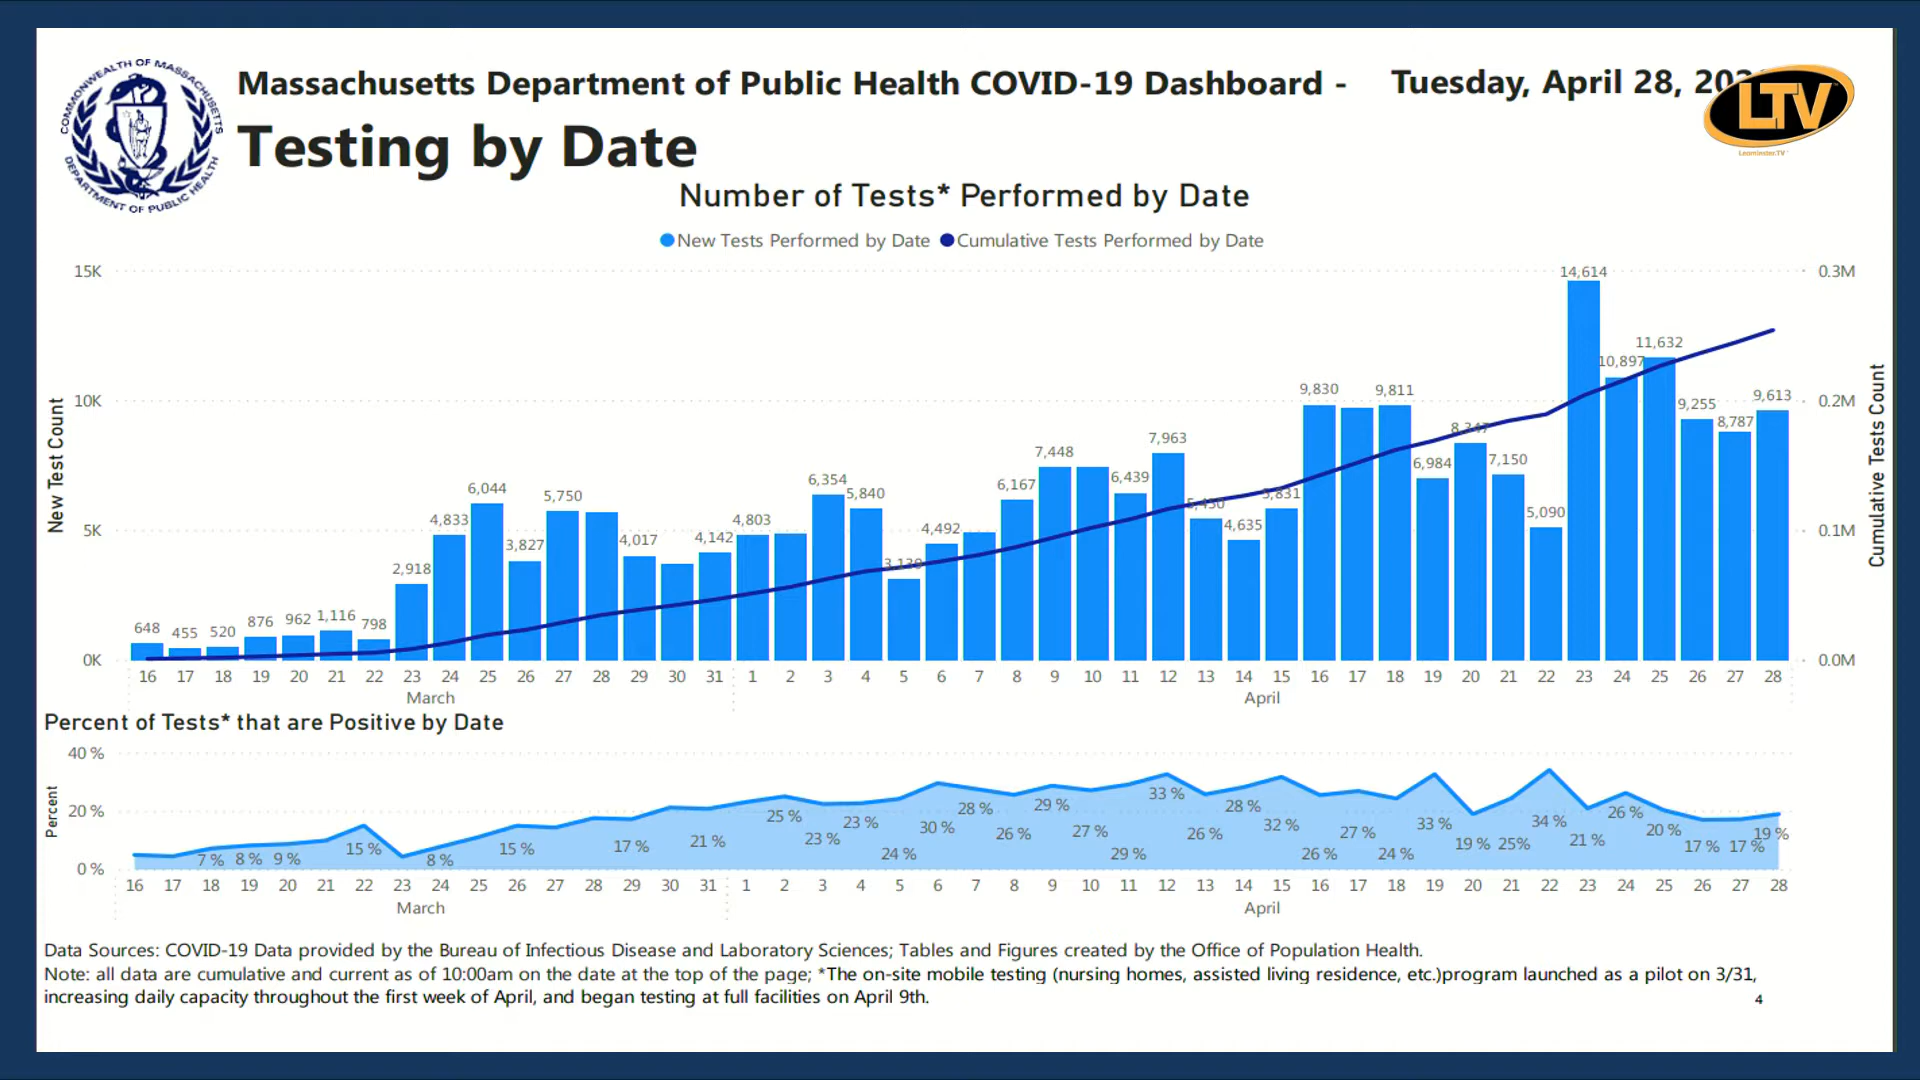 COMMONWEALTH OF MASSACHUSETTS
DEPARTMENT OF PUBLIC HEALTH
Massachusetts Department of Public Health COVID-19 Dashboard - Tuesday, April 28,
LTV
Leominster.TV
Testing by Date
Number of Tests* Performed by Date
New Tests Performed by Date Cumulative Tests Performed by Date
New Test Count
15K
10K
5K
0K
648 455 520 876 962 1,116 798 2,918 4,833 6,044 3,827 5,750 4,017 4,142 4,803 6,354 5,840 3,138 4,492 6,167 7,448 6,439 7,963 5,450 4,635 5,831 9,830 9,811 6,984 8,347 7,150 5,090 14,614 10,897 11,632 9,255 8,787 9,613
0.3M
0.2M
0.1M
0.0M
Cumulative Tests Count
16 17 18 19 20 21 22 23 24 25 26 27 28 29 30 31 1 2 3 4 5 6 7 8 9 10 11 12 13 14 15 16 17 18 19 20 21 22 23 24 25 26 27 28
March April
Percent of Tests* that are Positive by Date
Percent
40 %
20 %
0 %
7 % 8 % 9 % 15 % 8 % 15 % 17 % 21 % 25 % 23 % 23 % 24 % 30 % 28 % 26 % 29 % 27 % 29 % 33 % 26 % 28 % 32 % 26 % 27 % 24 % 33 % 19 % 25% 34 % 21 % 26 % 20 % 17 % 17 % 19 %
16 17 18 19 20 21 22 23 24 25 26 27 28 29 30 31 1 2 3 4 5 6 7 8 9 10 11 12 13 14 15 16 17 18 19 20 21 22 23 24 25 26 27 28
March April
Data Sources: COVID-19 Data provided by the Bureau of Infectious Disease and Laboratory Sciences; Tables and Figures created by the Office of Population Health.
Note: all data are cumulative and current as of 10:00am on the date at the top of the page; *The on-site mobile testing (nursing homes, assisted living residence, etc.)program launched as a pilot on 3/31,
increasing daily capacity throughout the first week of April, and began testing at full facilities on April 9th.
4